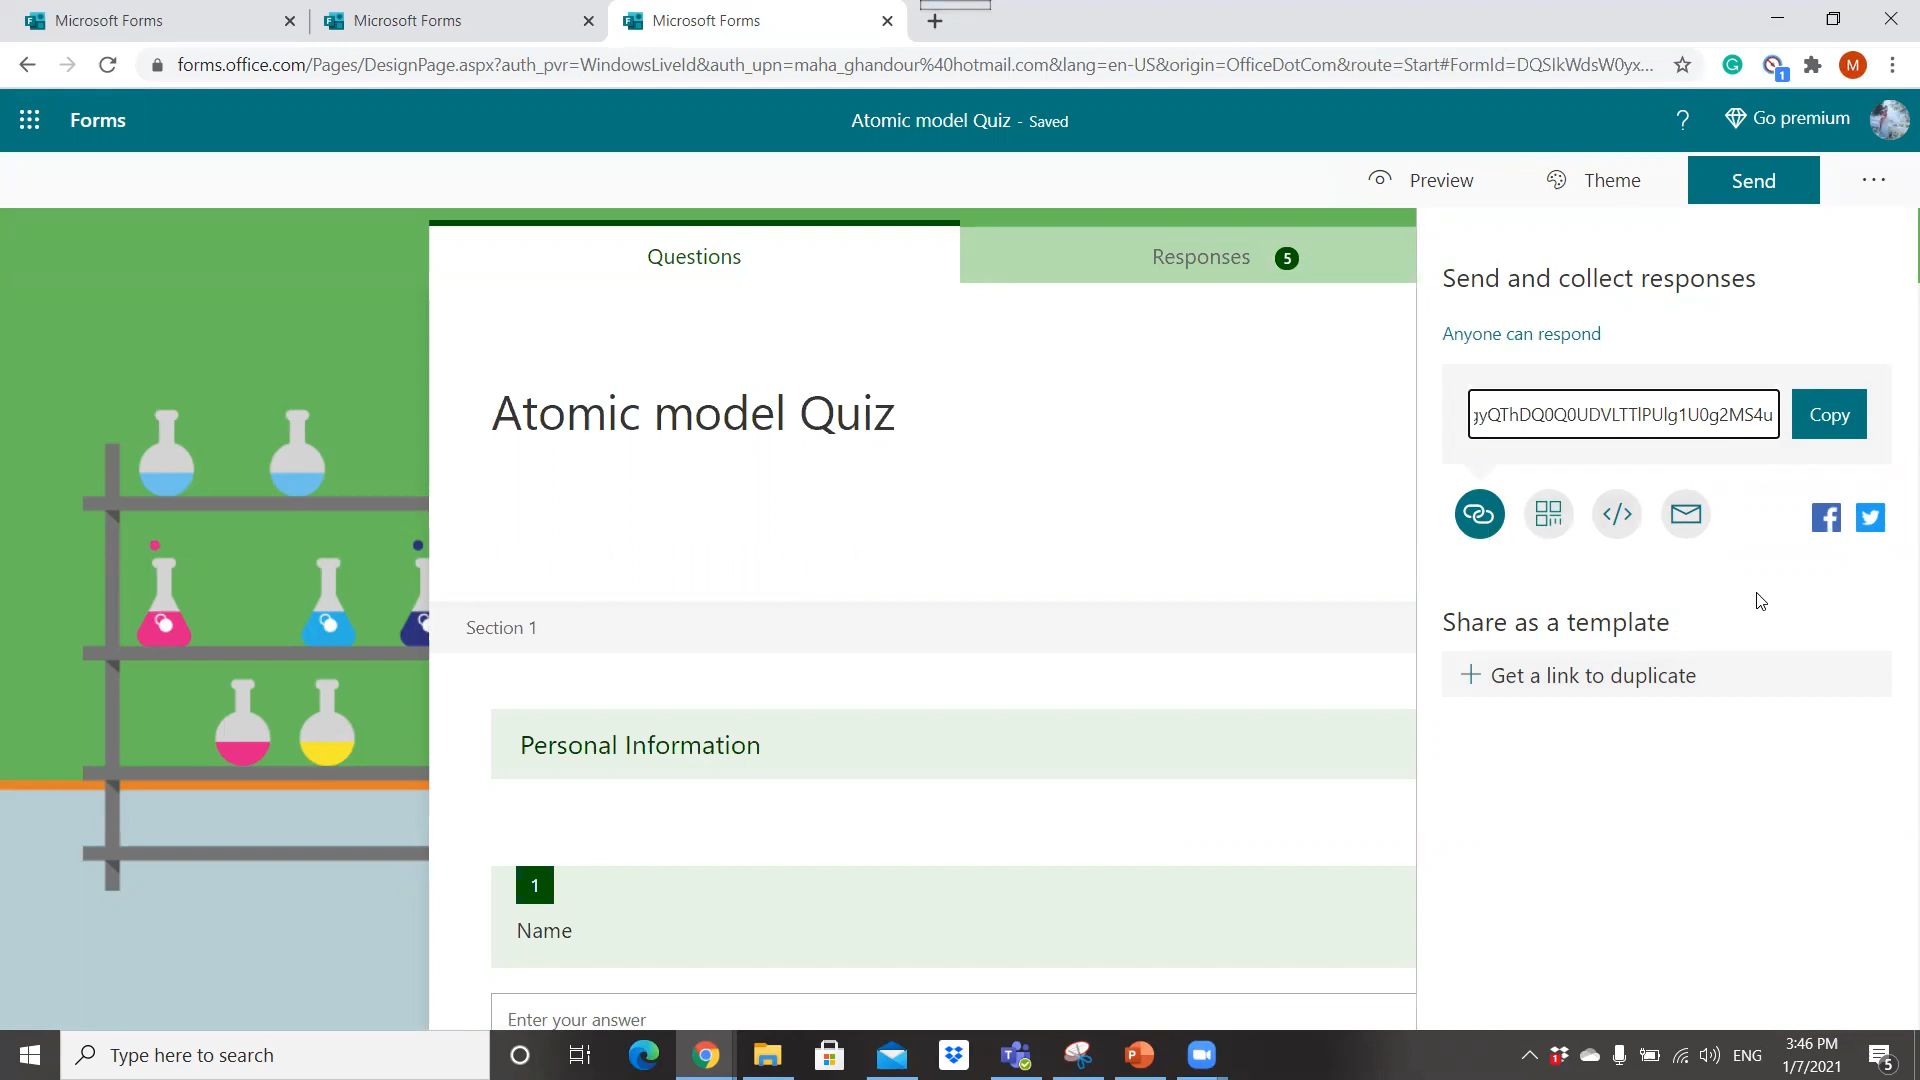 Microsoft Forms
Microsoft Forms
Microsoft Forms
forms.office.com/Pages/DesignPage.aspx?auth_pvr=WindowsLiveId&auth_upn=maha_ghandour%40hotmail.com&lang=en-US&origin=OfficeDotCom&route=Start#FormId=DQSIkWdsW0yx...
1
M
Forms
Atomic model Quiz - Saved
?
Go premium
Preview
Theme
Send
...
Questions
Responses 5
Send and collect responses
Anyone can respond
gyQThDQ0Q0UDVLTTlPUlg1U0g2MS4u
Copy
Atomic model Quiz
Section 1
Share as a template
Get a link to duplicate
Personal Information
1
Name
Enter your answer
Type here to search
ENG
3:46 PM
1/7/2021
5